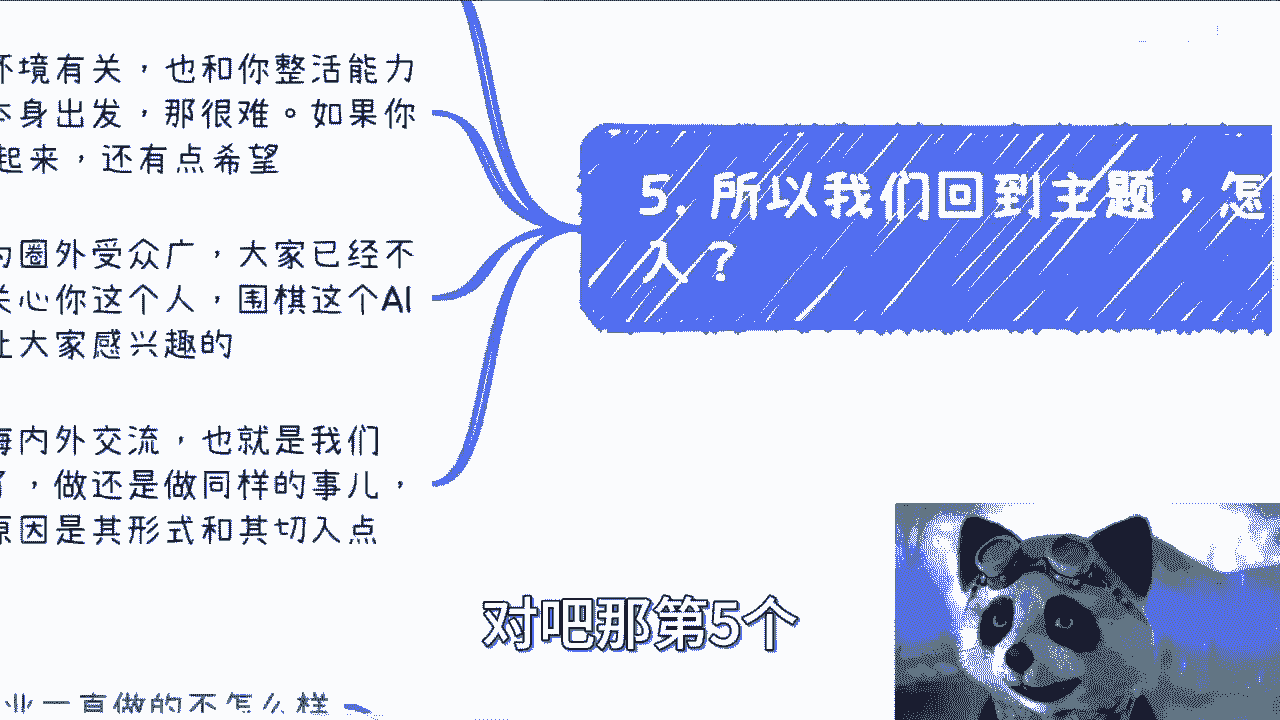 环境有关，也和你整活能力
本身出发，那很难。如果你
起来，还有点希望
为圈外受众广，大家已经不
关心你这个人，围棋这个AI
让大家感兴趣的
海内外交流，也就是我们
了，做还是做同样的事儿，
原因是其形式和其切入点
5. 所以我们回到主题，怎
入？
对吧那第5个
业一直做的不怎么样